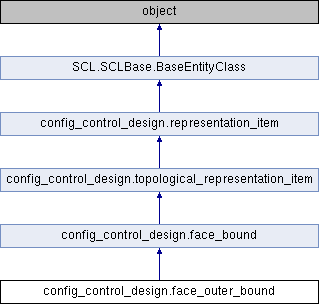 object
SCL.SCLBase.BaseEntityClass
config_control_design.representation_item
config_control_design.topological_representation_item
config_control_design.face_bound
config_control_design.face_outer_bound